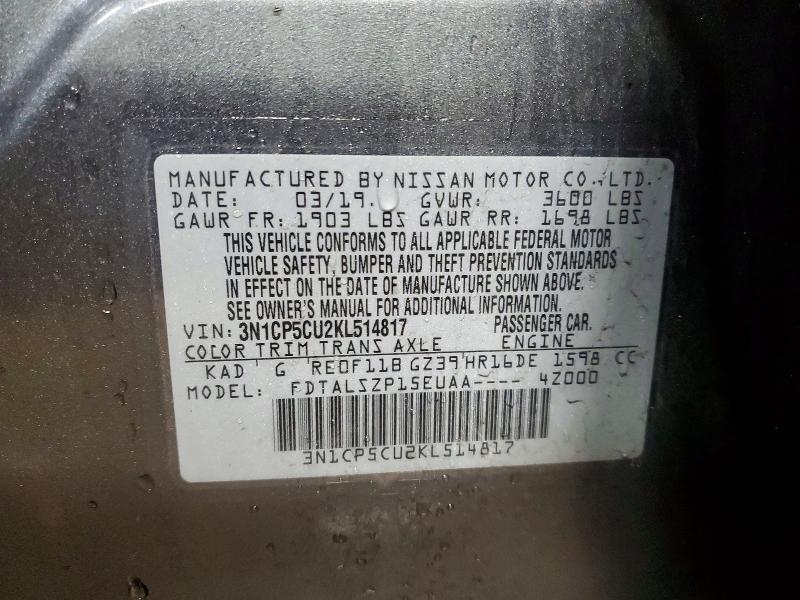 MANUFACTURED BY NISSAN MOTOR CO., LTD.
DATE: 03/19 GVWR: 3600 LBS
GAWR FR: 1903 LBS GAWR RR: 1698 LBS
THIS VEHICLE CONFORMS TO ALL APPLICABLE FEDERAL MOTOR
VEHICLE SAFETY, BUMPER AND THEFT PREVENTION STANDARDS
IN EFFECT ON THE DATE OF MANUFACTURE SHOWN ABOVE.
SEE OWNER'S MANUAL FOR ADDITIONAL INFORMATION.
VIN: 3N1CP5CU2KL514817 PASSENGER CAR.
COLOR TRIM TRANS AXLE ENGINE
KAD G RE0F11B GZ39 HR16DE 1598 CC
MODEL: FDTALSZP15EUAA---- 4Z000
3N1CP5CU2KL514817